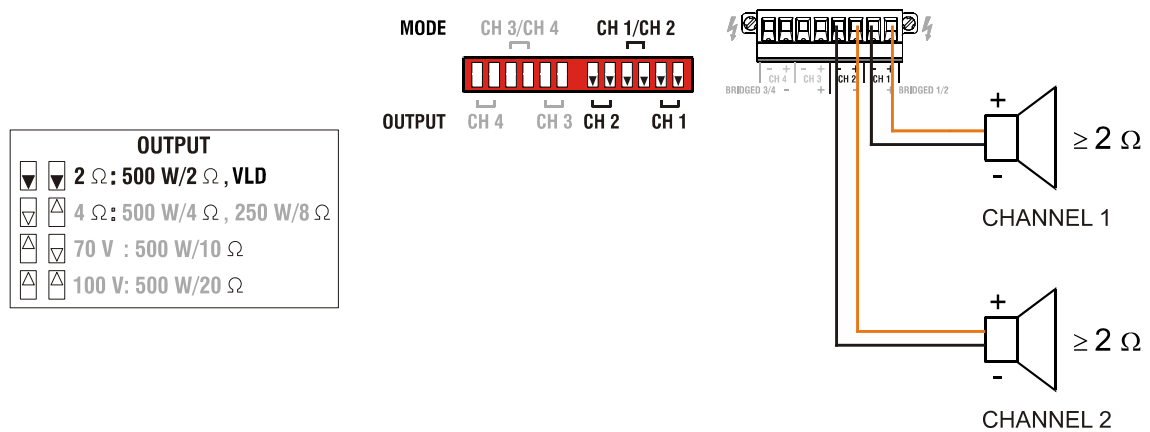 MODE CH 3/CH 4 CH 1/CH 2
OUTPUT CH 4 CH 3 CH 2 CH 1
- + - + - + - +
CH 4 CH 3 CH 2 CH 1
BRIDGED 3/4 - + - + BRIDGED 1/2
OUTPUT
2 Ω: 500 W/2 Ω , VLD
4 Ω: 500 W/4 Ω , 250 W/8 Ω
70 V : 500 W/10 Ω
100 V: 500 W/20 Ω
+
-
≥ 2 Ω
CHANNEL 1
+
-
≥ 2 Ω
CHANNEL 2